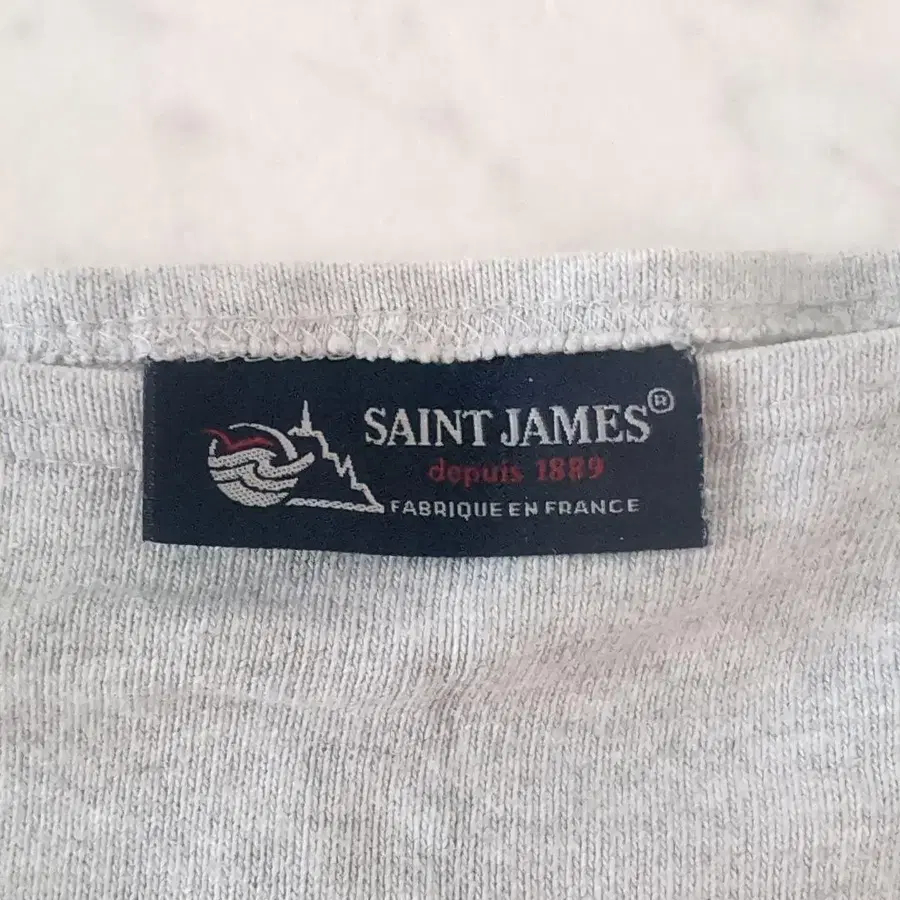 SAINT JAMES®
depuis 1889
FABRIQUE EN FRANCE